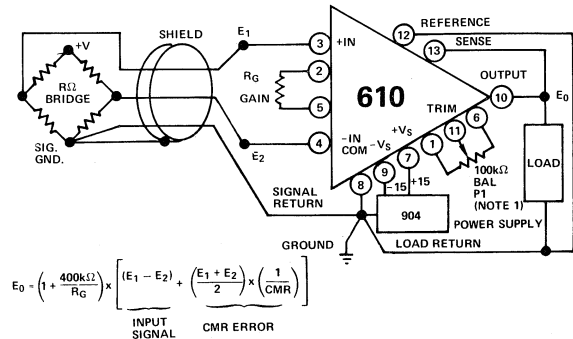 REFERENCE
SHIELD
E1
12
+V
3
+IN
13
SENSE
RΩ
BRIDGE
RG
GAIN
2
610
OUTPUT
10
E0
5
TRIM
6
SIG.
GND.
E2
4
-IN
COM
-VS
+VS
1
11
LOAD
8
9
7
-15
+15
100kΩ
BAL
P1
(NOTE 1)
SIGNAL
RETURN
904
POWER SUPPLY
GROUND
LOAD RETURN
E0 = (1 + 400kΩ/RG) x [(E1 - E2) + ((E1 + E2)/2) x (1/CMR)]
INPUT
SIGNAL
CMR ERROR